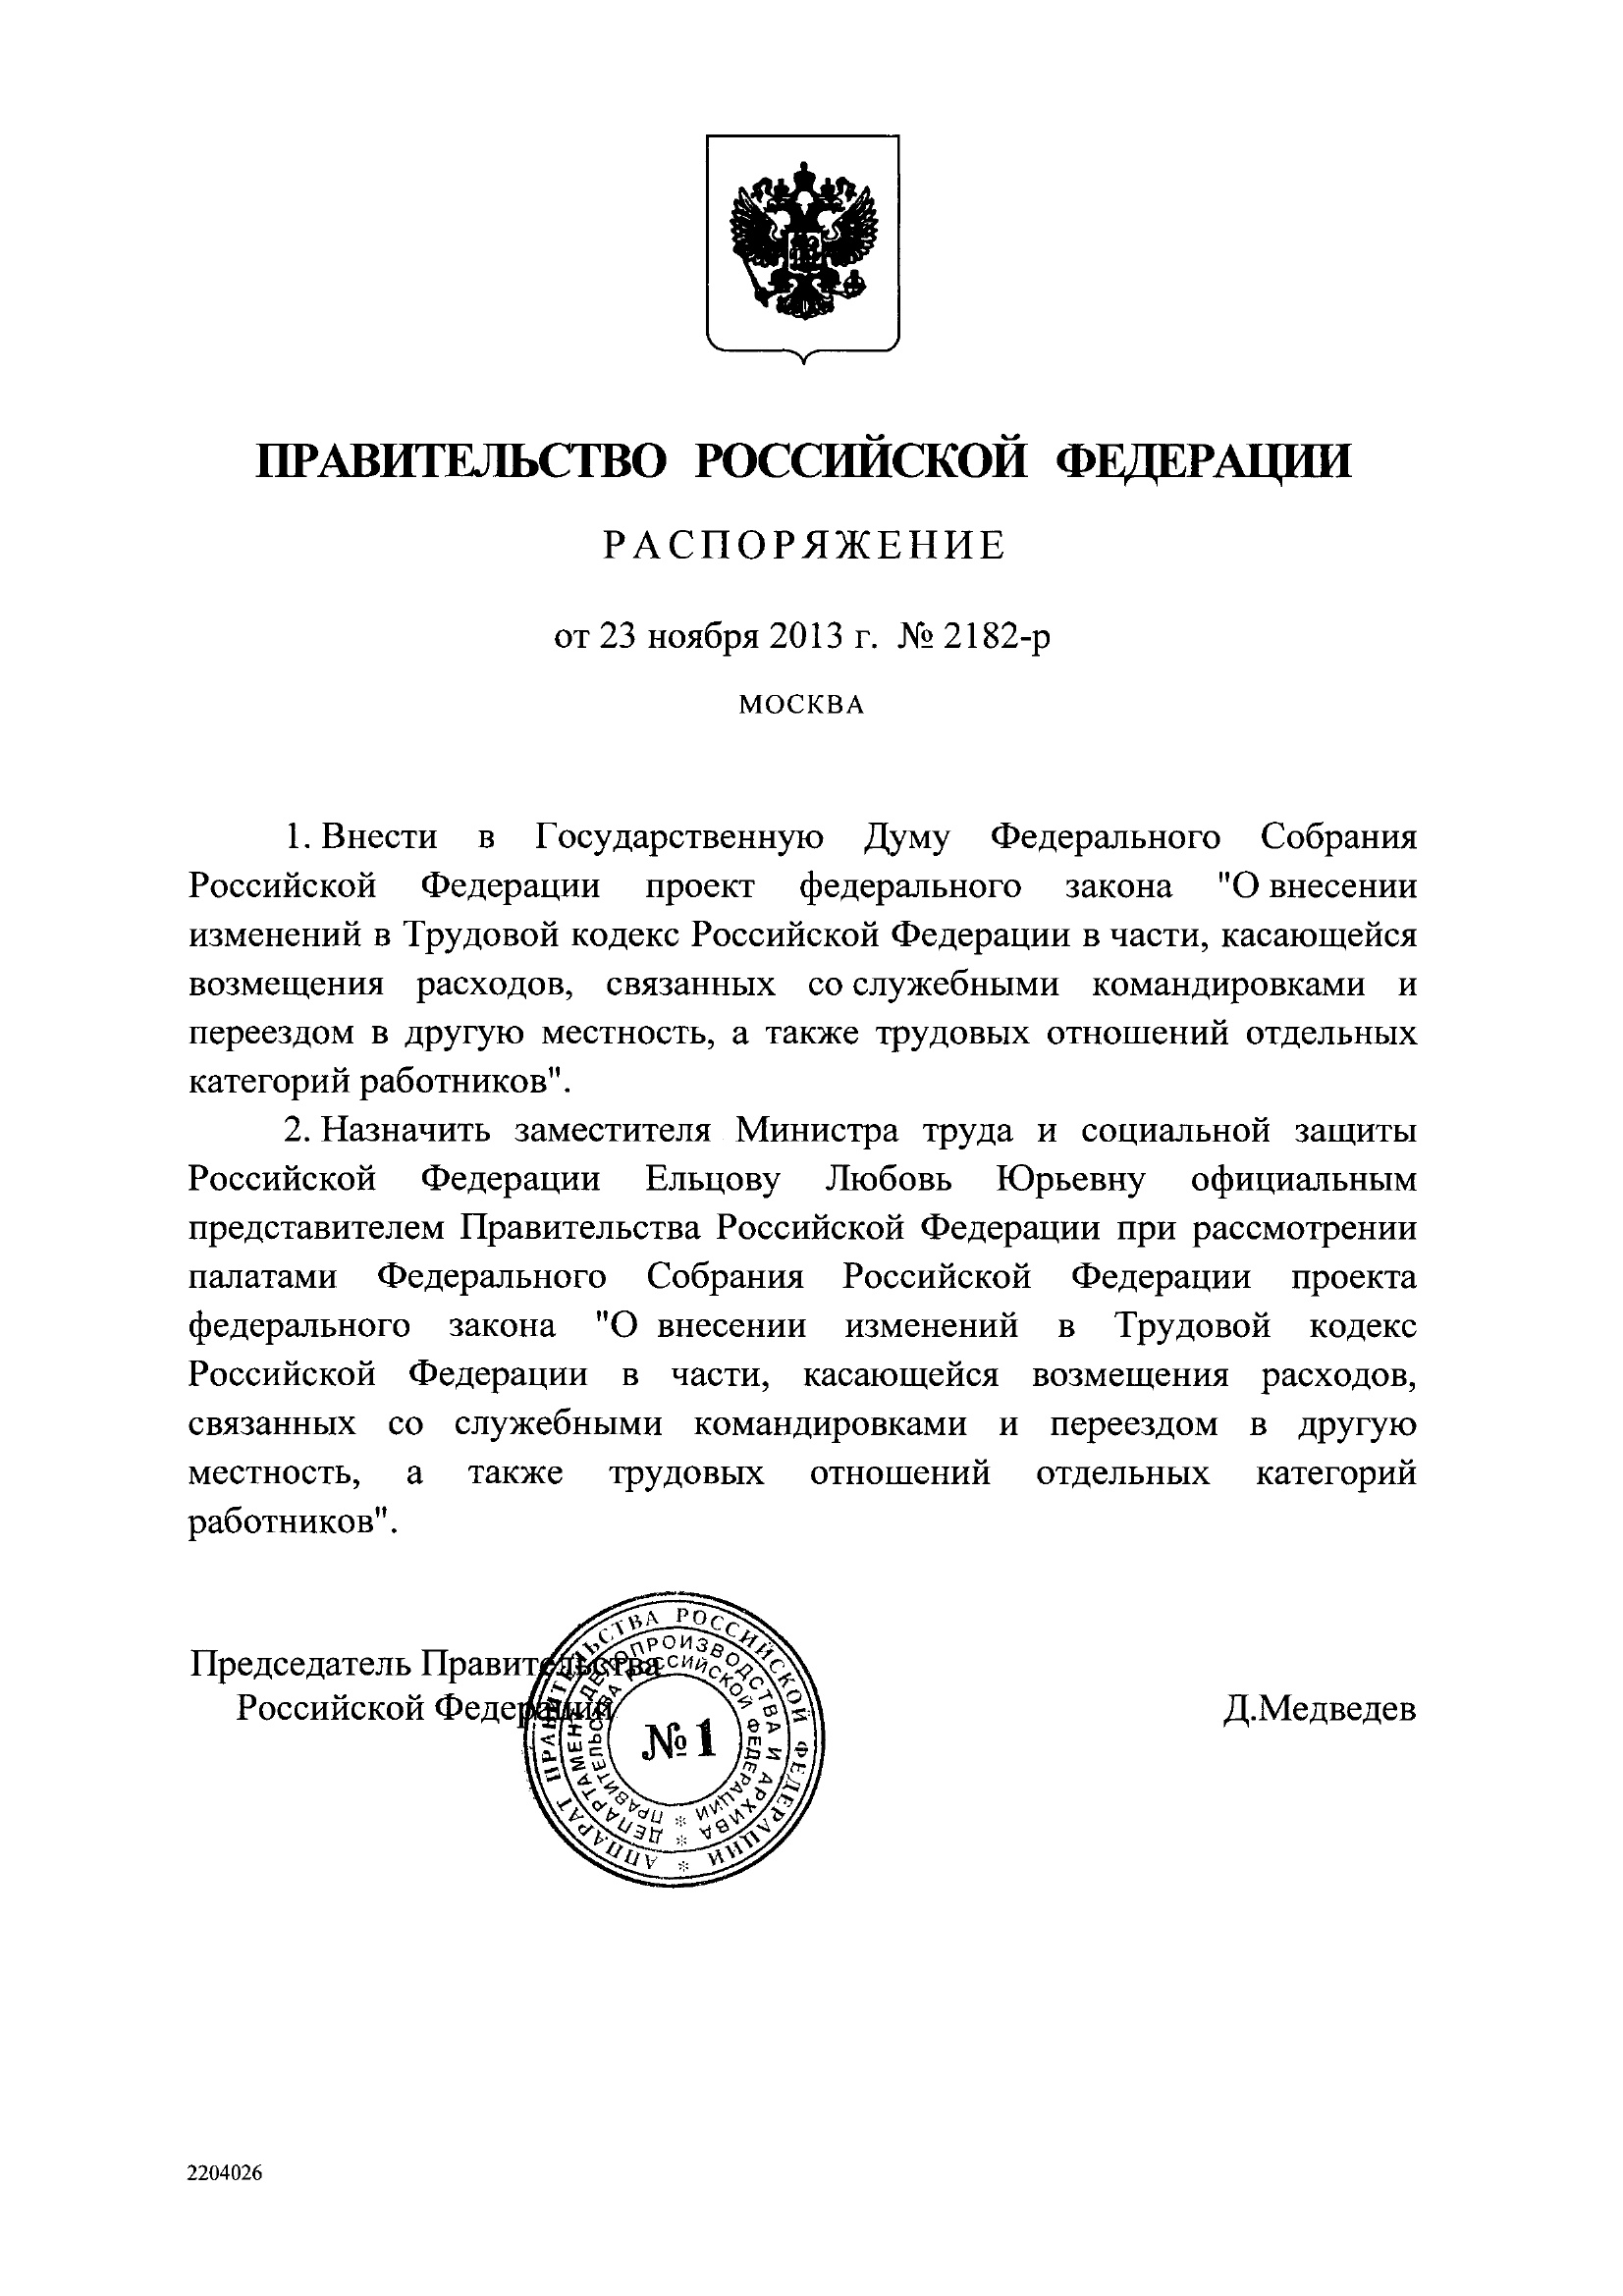 ПРАВИТЕЛЬСТВО РОССИЙСКОЙ ФЕДЕРАЦИИ
РАСПОРЯЖЕНИЕ
от 23 ноября 2013 г. № 2182-р
МОСКВА
1. Внести в Государственную Думу Федерального Собрания
Российской Федерации проект федерального закона "О внесении
изменений в Трудовой кодекс Российской Федерации в части, касающейся
возмещения расходов, связанных со служебными командировками и
переездом в другую местность, а также трудовых отношений отдельных
категорий работников".
2. Назначить заместителя Министра труда и социальной защиты
Российской Федерации Ельцову Любовь Юрьевну официальным
представителем Правительства Российской Федерации при рассмотрении
палатами Федерального Собрания Российской Федерации проекта
федерального закона "О внесении изменений в Трудовой кодекс
Российской Федерации в части, касающейся возмещения расходов,
связанных со служебными командировками и переездом в другую
местность, а также трудовых отношений отдельных категорий
работников".
Председатель Правительства
Российской Федерации
Д.Медведев
АППАРАТ ПРАВИТЕЛЬСТВА РОССИЙСКОЙ ФЕДЕРАЦИИ *
ДЕПАРТАМЕНТ ДЕЛОПРОИЗВОДСТВА И АРХИВА *
ПРАВИТЕЛЬСТВА РОССИЙСКОЙ ФЕДЕРАЦИИ *
№ 1
2204026